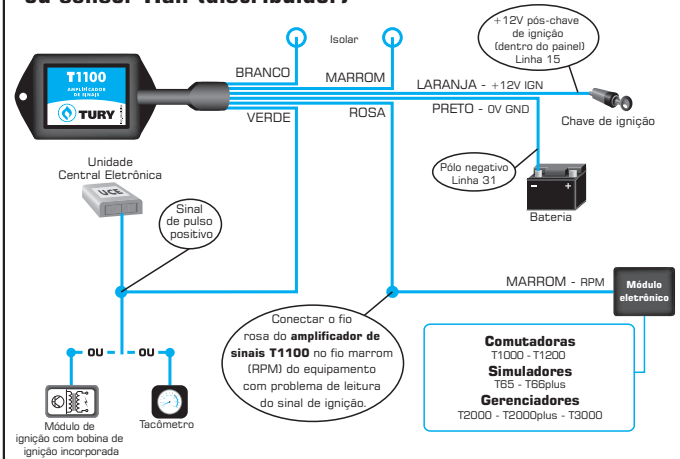 ou sensor Hall (distribuidor)
Isolar
+12V pós-chave
de ignição
(dentro do painel)
Linha 15
BRANCO
MARROM
LARANJA - +12V IGN
T1100
AMPLIFICADOR
DE SINAIS
TURY
VERDE
ROSA
PRETO - 0V GND
Chave de ignição
Unidade
Central Eletrônica
UCE
Pólo negativo
Linha 31
- +
Bateria
Sinal
de pulso
positivo
MARROM - RPM
Módulo
eletrônico
Conectar o fio
rosa do amplificador de
sinais T1100 no fio marrom
(RPM) do equipamento
com problema de leitura
do sinal de ignição.
Comutadoras
T1000 - T1200
Simuladores
T65 - T66plus
Gerenciadores
T2000 - T2000plus - T3000
OU OU
Módulo de
ignição com bobina de
ignição incorporada
Tacômetro